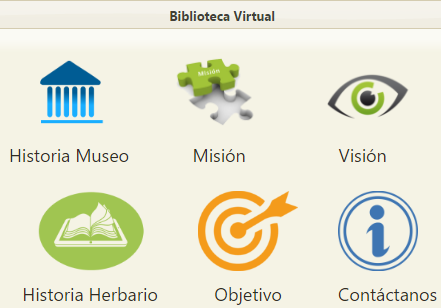 Biblioteca Virtual
Misión
Historia Museo
Misión
Visión
Historia Herbario
Objetivo
Contáctanos